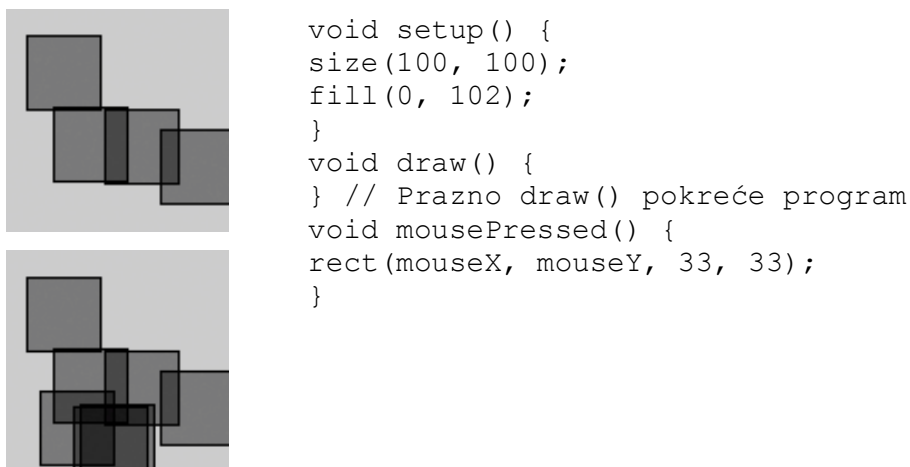 void setup() {
size(100, 100);
fill(0, 102);
}
void draw() {
} // Prazno draw() pokreće program
void mousePressed() {
rect(mouseX, mouseY, 33, 33);
}